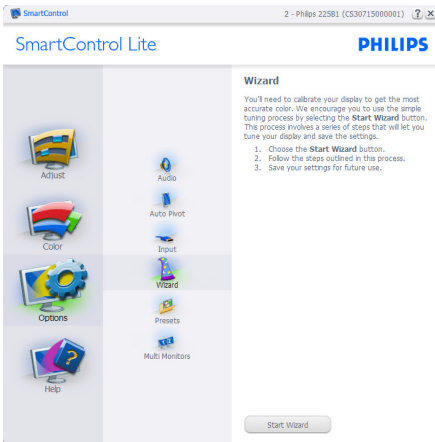 SmartControl
2 - Philips 225B1 (CS30715000001)
SmartControl Lite
PHILIPS
Adjust
Color
Options
Help
Audio
Auto Pivot
Input
Wizard
Presets
Multi Monitors
Wizard
You'll need to calibrate your display to get the most
accurate color. We encourage you to use the simple
tuning process by selecting the Start Wizard button.
This process involves a series of steps that will let you
tune your display and save the settings.
1. Choose the Start Wizard button.
2. Follow the steps outlined in this process.
3. Save your settings for future use.
Start Wizard